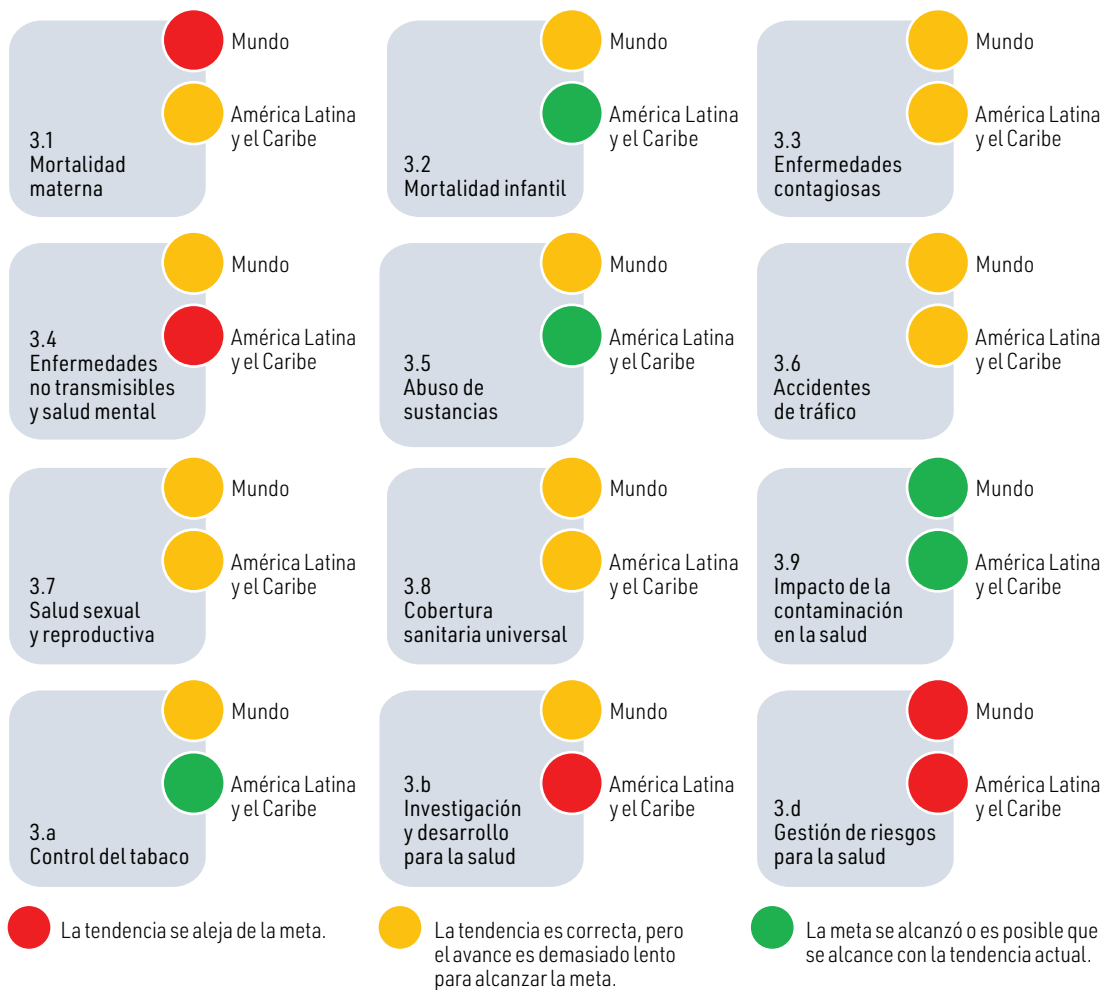 Mundo
América Latina
y el Caribe
3.1
Mortalidad
materna
Mundo
América Latina
y el Caribe
3.2
Mortalidad infantil
Mundo
América Latina
y el Caribe
3.3
Enfermedades
contagiosas
Mundo
América Latina
y el Caribe
3.4
Enfermedades
no transmisibles
y salud mental
Mundo
América Latina
y el Caribe
3.5
Abuso de
sustancias
Mundo
América Latina
y el Caribe
3.6
Accidentes
de tráfico
Mundo
América Latina
y el Caribe
3.7
Salud sexual
y reproductiva
Mundo
América Latina
y el Caribe
3.8
Cobertura
sanitaria universal
Mundo
América Latina
y el Caribe
3.9
Impacto de la
contaminación
en la salud
Mundo
América Latina
y el Caribe
3.a
Control del tabaco
Mundo
América Latina
y el Caribe
3.b
Investigación
y desarrollo
para la salud
Mundo
América Latina
y el Caribe
3.d
Gestión de riesgos
para la salud
La tendencia se aleja de la meta.
La tendencia es correcta, pero
el avance es demasiado lento
para alcanzar la meta.
La meta se alcanzó o es posible que
se alcance con la tendencia actual.